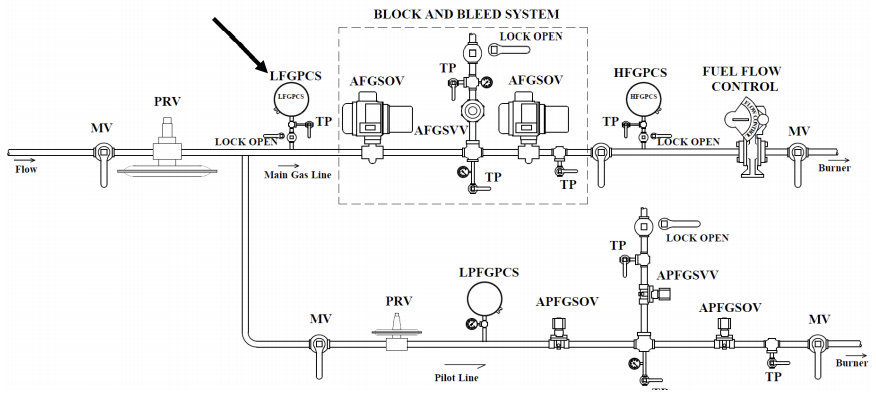 BLOCK AND BLEED SYSTEM
LOCK OPEN
LFGPCS
LFGPCS
TP
AFGSOV
TP
AFGSVV
AFGSOV
HFGPCS
HFGPCS
TP
FUEL FLOW
CONTROL
PRV
MV
LOCK OPEN
LOCK OPEN
MV
Flow
Main Gas Line
TP
TP
Burner
LOCK OPEN
TP
LPFGPCS
APFGSVV
PRV
MV
APFGSOV
APFGSOV
MV
Pilot Line
TP
Burner